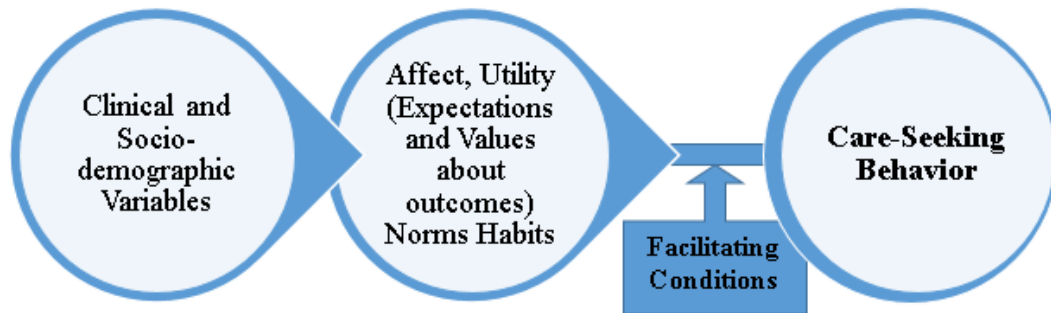 Clinical and
Socio-
demographic
Variables
Affect, Utility
(Expectations
and Values
about
outcomes)
Norms Habits
Facilitating
Conditions
Care-Seeking
Behavior